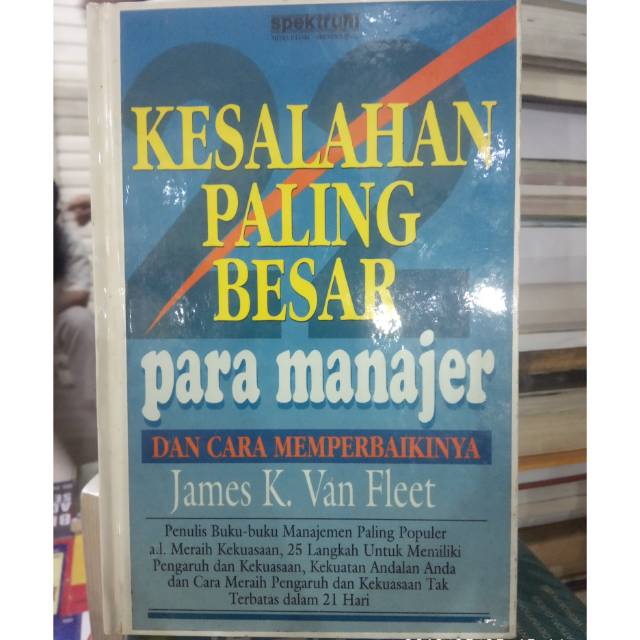 spektrum
22
KESALAHAN
PALING
BESAR
para manajer
DAN CARA MEMPERBAIKINYA
James K. Van Fleet
Penulis Buku-buku Manajemen Paling Populer
a.l. Meraih Kekuasaan, 25 Langkah Untuk Memiliki
Pengaruh dan Kekuasaan, Kekuatan Andalan Anda
dan Cara Meraih Pengaruh dan Kekuasaan Tak
Terbatas dalam 21 Hari